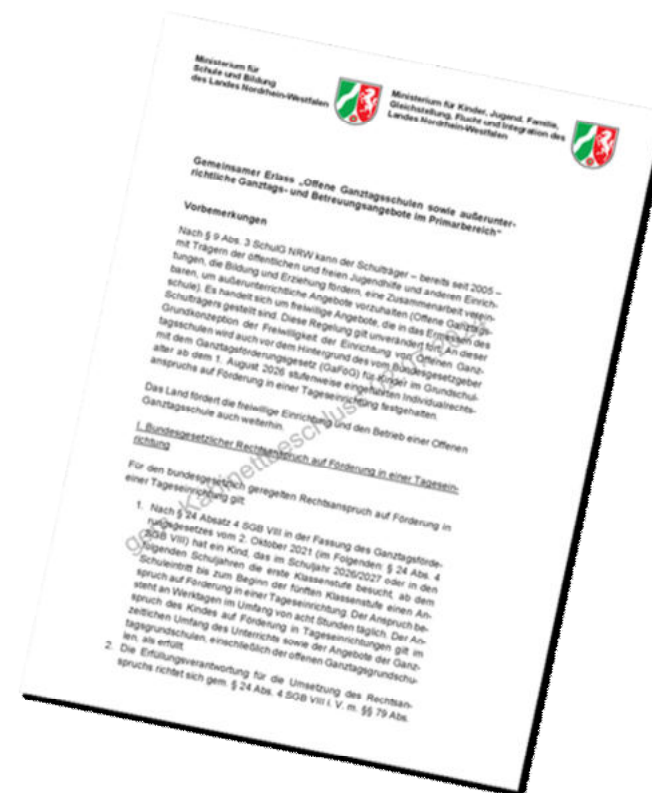 Ministerium für
Schule und Bildung
des Landes Nordrhein-Westfalen
Ministerium für Kinder, Jugend, Familie,
Gleichstellung, Flucht und Integration des
Landes Nordrhein-Westfalen
Gemeinsamer Erlass „Offene Ganztagsschulen sowie außerunter-
richtliche Ganztags- und Betreuungsangebote im Primarbereich“
Vorbemerkungen
Nach § 9 Abs. 3 SchulG NRW kann der Schulträger – bereits seit 2005 –
mit Trägern der öffentlichen und freien Jugendhilfe und anderen Einrich-
tungen, die Bildung und Erziehung fördern, eine Zusammenarbeit verein-
baren, um außerunterrichtliche Angebote vorzuhalten (Offene Ganztags-
schule). Es handelt sich um freiwillige Angebote, die in das Ermessen des
Schulträgers gestellt sind. Diese Regelung gilt unverändert fort. An dieser
Grundkonzeption der Freiwilligkeit der Einrichtung von Offenen Ganz-
tagsschulen wird auch vor dem Hintergrund des vom Bundesgesetzgeber
mit dem Ganztagsförderungsgesetz (GaFöG) für Kinder im Grundschul-
alter ab dem 1. August 2026 stufenweise eingeführten Individualrechts-
anspruchs auf Förderung in einer Tageseinrichtung festgehalten.
Das Land fördert die freiwillige Einrichtung und den Betrieb einer Offenen
Ganztagsschule auch weiterhin.
I. Bundesgesetzlicher Rechtsanspruch auf Förderung in einer Tagesein-
richtung
Für den bundesgesetzlich geregelten Rechtsanspruch auf Förderung in
einer Tageseinrichtung gilt:
1. Nach § 24 Absatz 4 SGB VIII in der Fassung des Ganztagsförde-
rungsgesetzes vom 2. Oktober 2021 (im Folgenden: § 24 Abs. 4
SGB VIII) hat ein Kind, das im Schuljahr 2026/2027 oder in den
folgenden Schuljahren die erste Klassenstufe besucht, ab dem
Schuleintritt bis zum Beginn der fünften Klassenstufe einen An-
spruch auf Förderung in einer Tageseinrichtung. Der Anspruch be-
steht an Werktagen im Umfang von acht Stunden täglich. Der An-
spruch des Kindes auf Förderung in Tageseinrichtungen gilt im
zeitlichen Umfang des Unterrichts sowie der Angebote der Ganz-
tagsgrundschulen, einschließlich der offenen Ganztagsgrundschu-
len, als erfüllt.
2. Die Erfüllungsverantwortung für die Umsetzung des Rechtsan-
spruchs richtet sich gem. § 24 Abs. 4 SGB VIII i. V. m. §§ 79 Abs.
gem. Kabinettbeschluss